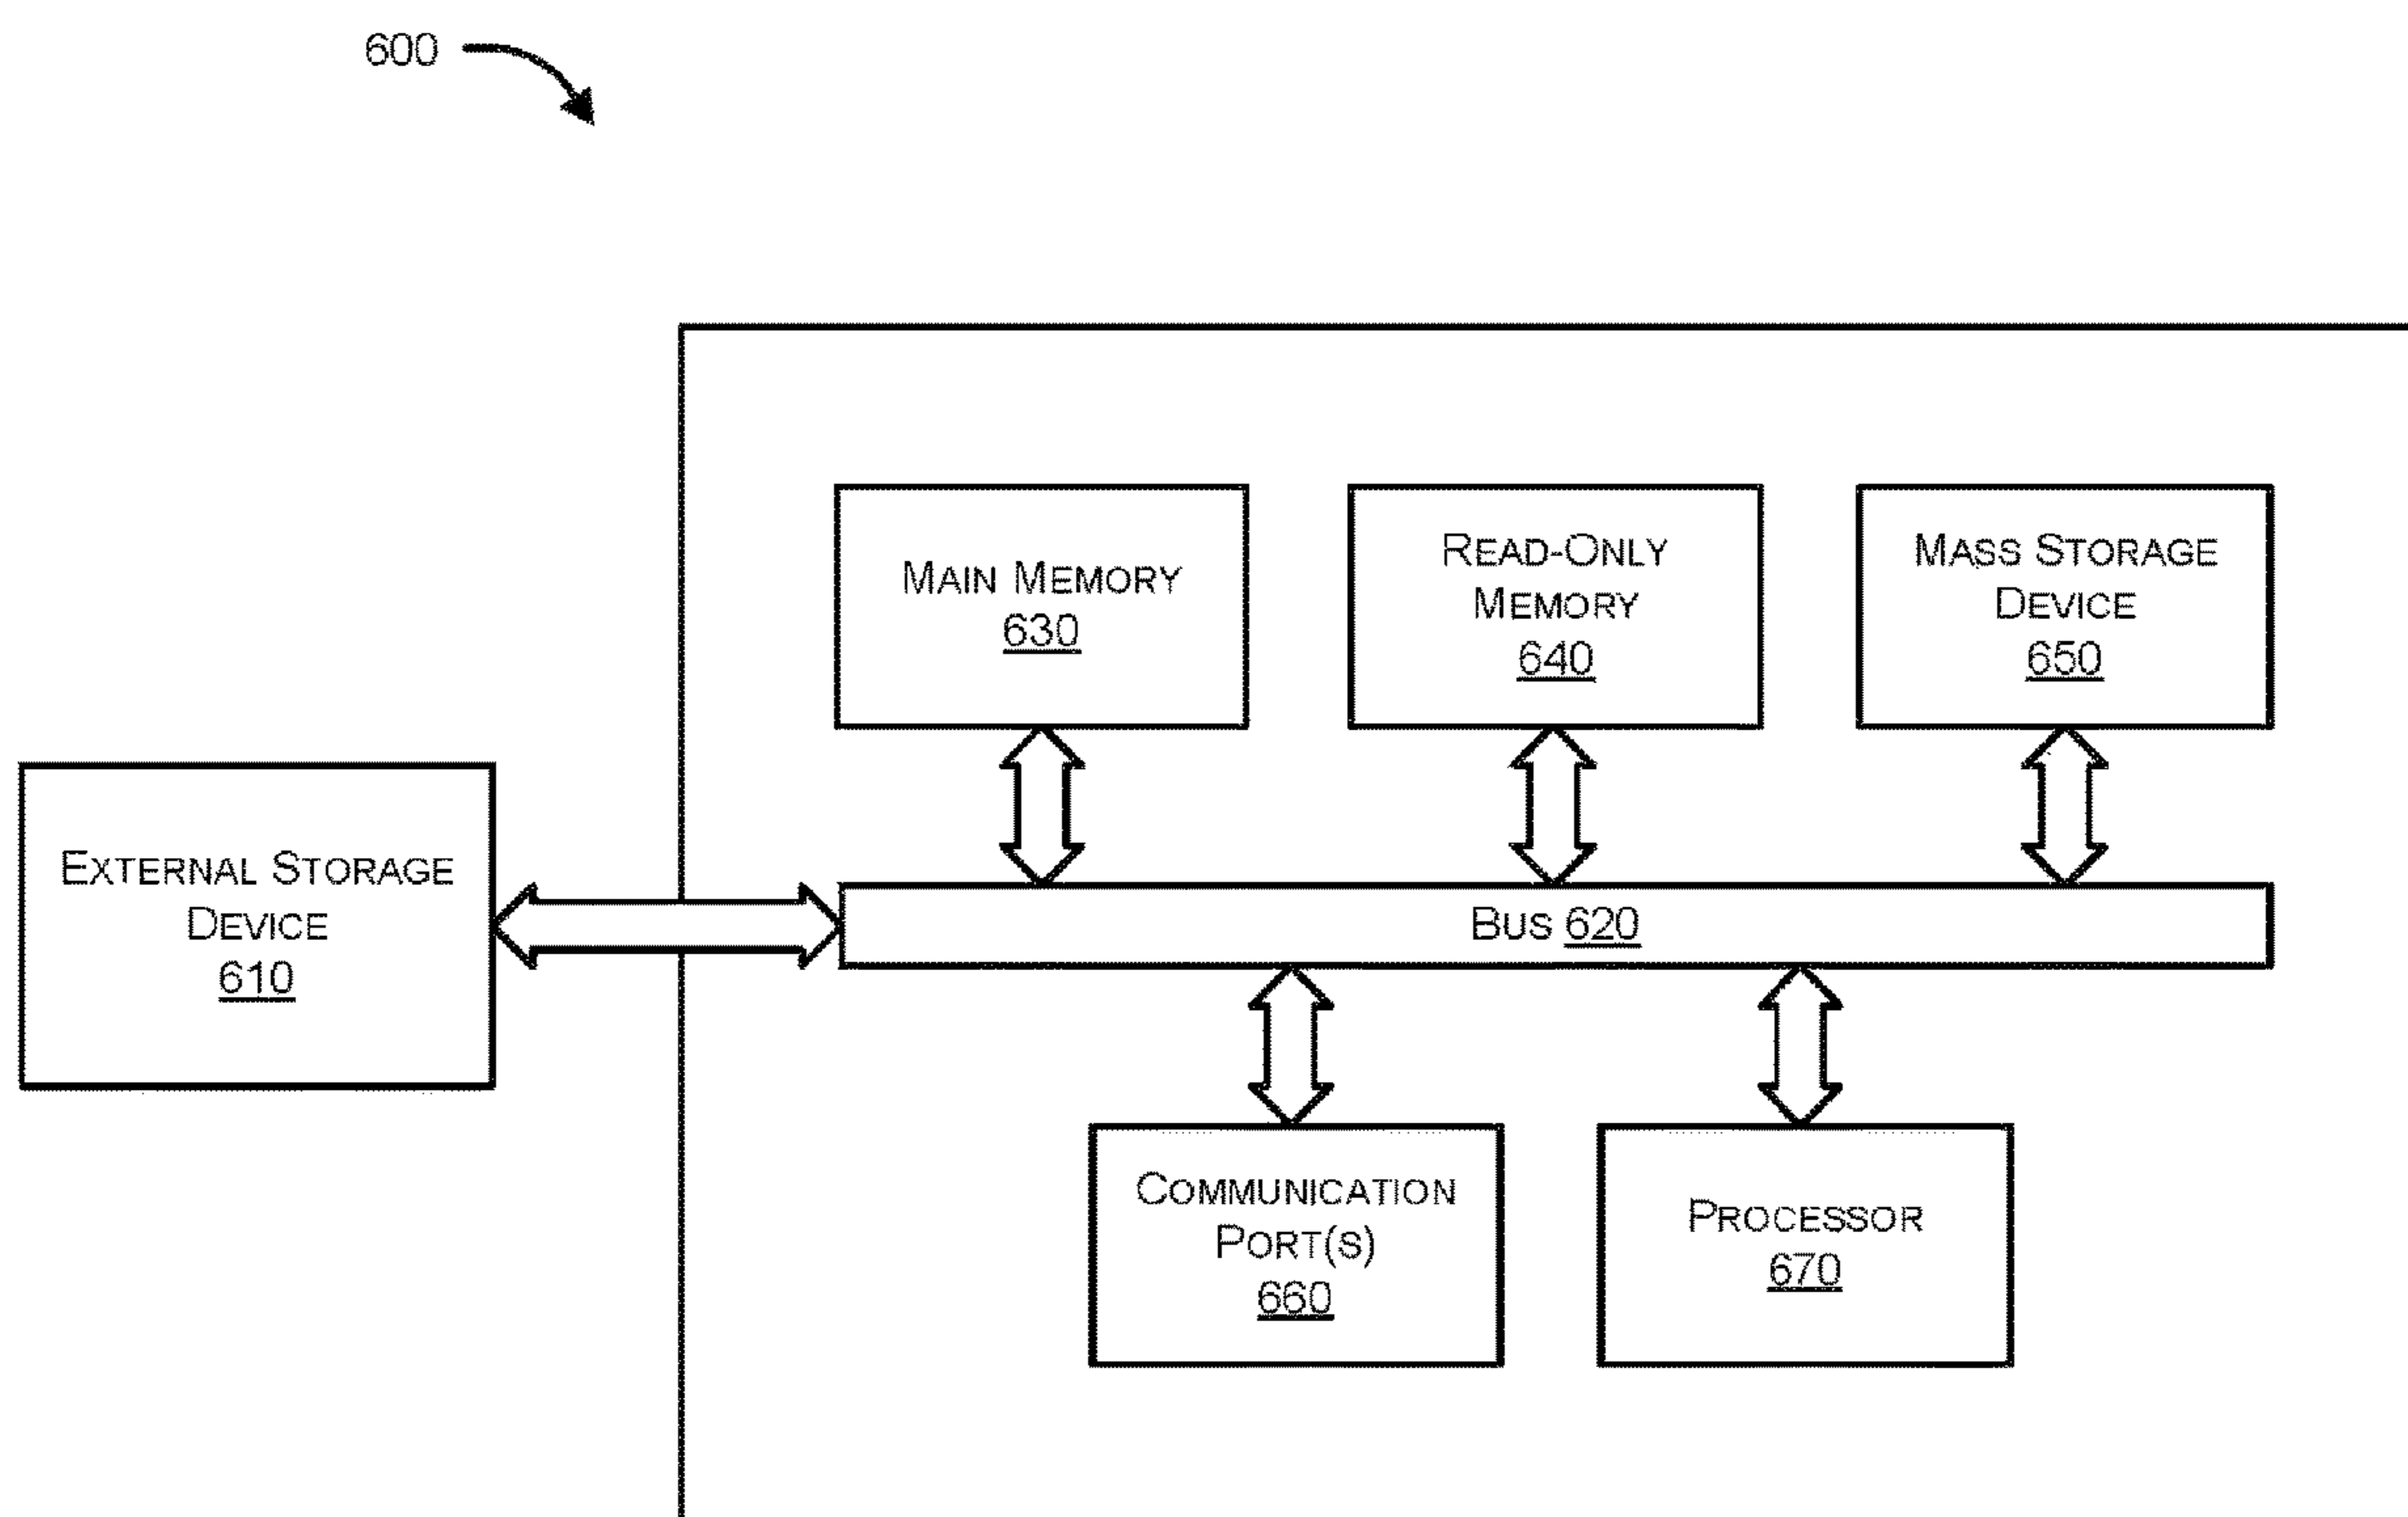 600
MAIN MEMORY
630
READ-ONLY
MEMORY
640
MASS STORAGE
DEVICE
650
EXTERNAL STORAGE
DEVICE
610
BUS 620
COMMUNICATION
PORT(S)
660
PROCESSOR
670